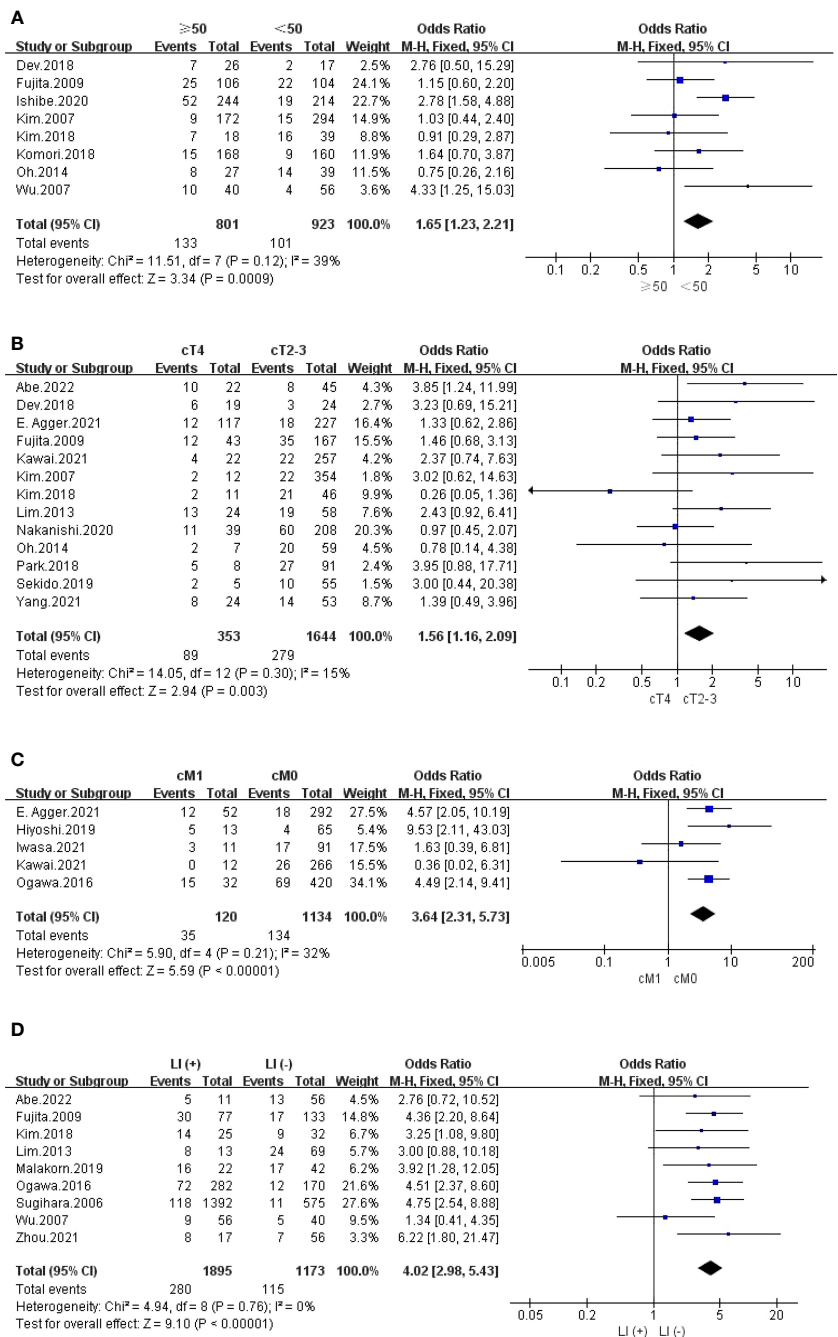 A
≥50 <50 Odds Ratio Odds Ratio
Study or Subgroup Events Total Events Total Weight M-H, Fixed, 95% CI M-H, Fixed, 95% CI
Dev.2018 7 26 2 17 2.5% 2.76 [0.50, 15.29]
Fujita.2009 25 106 22 104 24.1% 1.15 [0.60, 2.20]
Ishibe.2020 52 244 19 214 22.7% 2.78 [1.58, 4.88]
Kim.2007 9 172 15 294 14.9% 1.03 [0.44, 2.40]
Kim.2018 7 18 16 39 8.8% 0.91 [0.29, 2.87]
Komori.2018 15 168 9 160 11.9% 1.64 [0.70, 3.87]
Oh.2014 8 27 14 39 11.5% 0.75 [0.26, 2.16]
Wu.2007 10 40 4 56 3.6% 4.33 [1.25, 15.03]
Total (95% CI) 801 923 100.0% 1.65 [1.23, 2.21]
Total events 133 101
Heterogeneity: Chi² = 11.51, df = 7 (P = 0.12); I² = 39%
Test for overall effect: Z = 3.34 (P = 0.0009)
0.1 0.2 0.5 1 2 5 10
≥50 <50
B
cT4 cT2-3 Odds Ratio Odds Ratio
Study or Subgroup Events Total Events Total Weight M-H, Fixed, 95% CI M-H, Fixed, 95% CI
Abe.2022 10 22 8 45 4.3% 3.85 [1.24, 11.99]
Dev.2018 6 19 3 24 2.7% 3.23 [0.69, 15.21]
E. Agger.2021 12 117 18 227 16.4% 1.33 [0.62, 2.86]
Fujita.2009 12 43 35 167 15.5% 1.46 [0.68, 3.13]
Kawai.2021 4 22 22 257 4.2% 2.37 [0.74, 7.63]
Kim.2007 2 12 22 354 1.8% 3.02 [0.62, 14.63]
Kim.2018 2 11 21 46 9.9% 0.26 [0.05, 1.36]
Lim.2013 13 24 19 58 7.5% 2.43 [0.92, 6.41]
Nakanishi.2020 11 39 60 208 20.3% 0.97 [0.45, 2.07]
Oh.2014 2 7 20 59 4.5% 0.78 [0.14, 4.38]
Park.2018 5 8 27 91 2.4% 3.95 [0.88, 17.71]
Sekido.2019 2 5 10 55 1.5% 3.00 [0.44, 20.38]
Yang.2021 8 24 14 53 8.7% 1.39 [0.49, 3.96]
Total (95% CI) 353 1644 100.0% 1.56 [1.16, 2.09]
Total events 89 279
Heterogeneity: Chi² = 14.05, df = 12 (P = 0.30); I² = 15%
Test for overall effect: Z = 2.94 (P = 0.003)
0.1 0.2 0.5 1 2 5 10
cT4 cT2-3
C
cM1 cM0 Odds Ratio Odds Ratio
Study or Subgroup Events Total Events Total Weight M-H, Fixed, 95% CI M-H, Fixed, 95% CI
E. Agger.2021 12 52 18 292 27.5% 4.57 [2.05, 10.19]
Hiyoshi.2019 5 13 4 65 5.4% 9.53 [2.11, 43.03]
Iwasa.2021 3 11 17 91 17.5% 1.63 [0.39, 6.81]
Kawai.2021 0 12 26 266 15.5% 0.36 [0.02, 6.31]
Ogawa.2016 15 32 69 420 34.1% 4.49 [2.14, 9.41]
Total (95% CI) 120 1134 100.0% 3.64 [2.31, 5.73]
Total events 35 134
Heterogeneity: Chi² = 5.90, df = 4 (P = 0.21); I² = 32%
Test for overall effect: Z = 5.59 (P < 0.00001)
0.005 0.1 1 10 200
cM1 cM0
D
LI (+) LI (-) Odds Ratio Odds Ratio
Study or Subgroup Events Total Events Total Weight M-H, Fixed, 95% CI M-H, Fixed, 95% CI
Abe.2022 5 11 13 56 4.5% 2.76 [0.72, 10.52]
Fujita.2009 30 77 17 133 14.8% 4.36 [2.20, 8.64]
Kim.2018 14 25 9 32 6.7% 3.25 [1.08, 9.80]
Lim.2013 8 13 24 69 5.7% 3.00 [0.88, 10.18]
Malakorn.2019 16 22 17 42 6.2% 3.92 [1.28, 12.05]
Ogawa.2016 72 282 12 170 21.6% 4.51 [2.37, 8.60]
Sugihara.2006 118 1392 11 575 27.6% 4.75 [2.54, 8.88]
Wu.2007 9 56 5 40 9.5% 1.34 [0.41, 4.35]
Zhou.2021 8 17 7 56 3.3% 6.22 [1.80, 21.47]
Total (95% CI) 1895 1173 100.0% 4.02 [2.98, 5.43]
Total events 280 115
Heterogeneity: Chi² = 4.94, df = 8 (P = 0.76); I² = 0%
Test for overall effect: Z = 9.10 (P < 0.00001)
0.05 0.2 1 5 20
LI (+) LI (-)